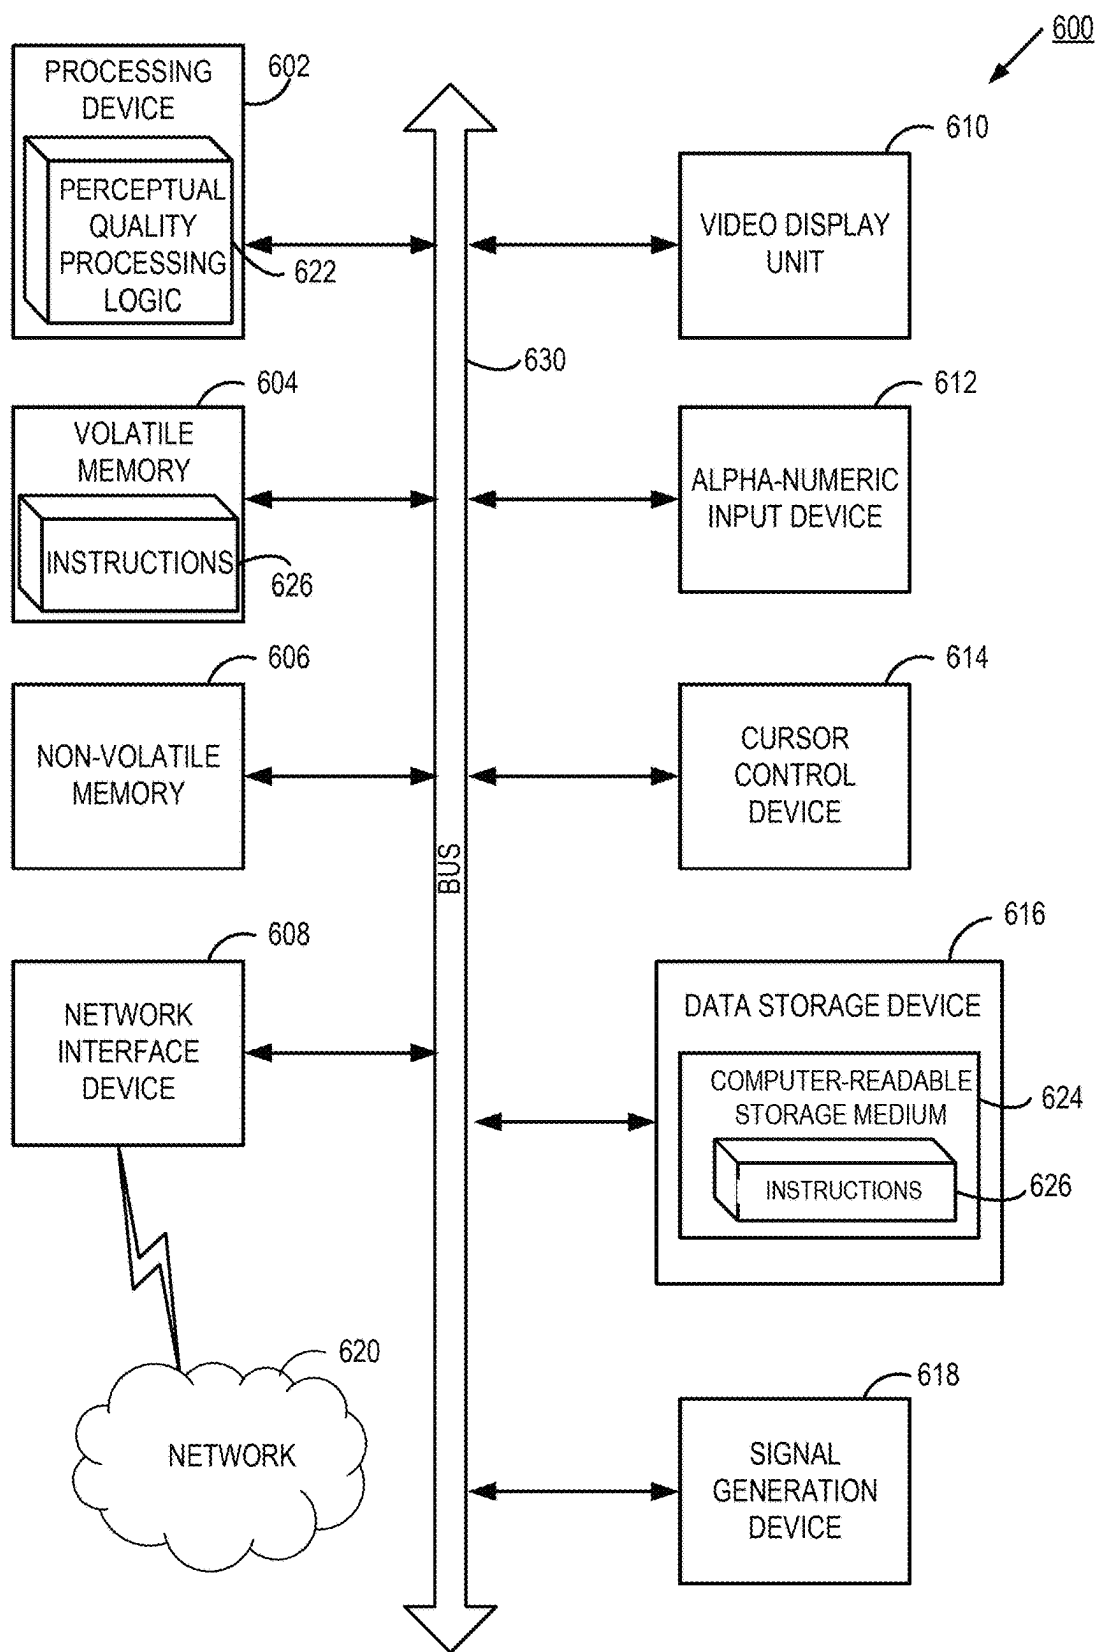 600
602
PROCESSING
DEVICE
PERCEPTUAL
QUALITY
PROCESSING
LOGIC
622
610
VIDEO DISPLAY
UNIT
630
604
VOLATILE
MEMORY
INSTRUCTIONS
626
612
ALPHA-NUMERIC
INPUT DEVICE
606
NON-VOLATILE
MEMORY
614
CURSOR
CONTROL
DEVICE
BUS
608
NETWORK
INTERFACE
DEVICE
616
DATA STORAGE DEVICE
COMPUTER-READABLE
STORAGE MEDIUM
624
INSTRUCTIONS
626
620
NETWORK
618
SIGNAL
GENERATION
DEVICE